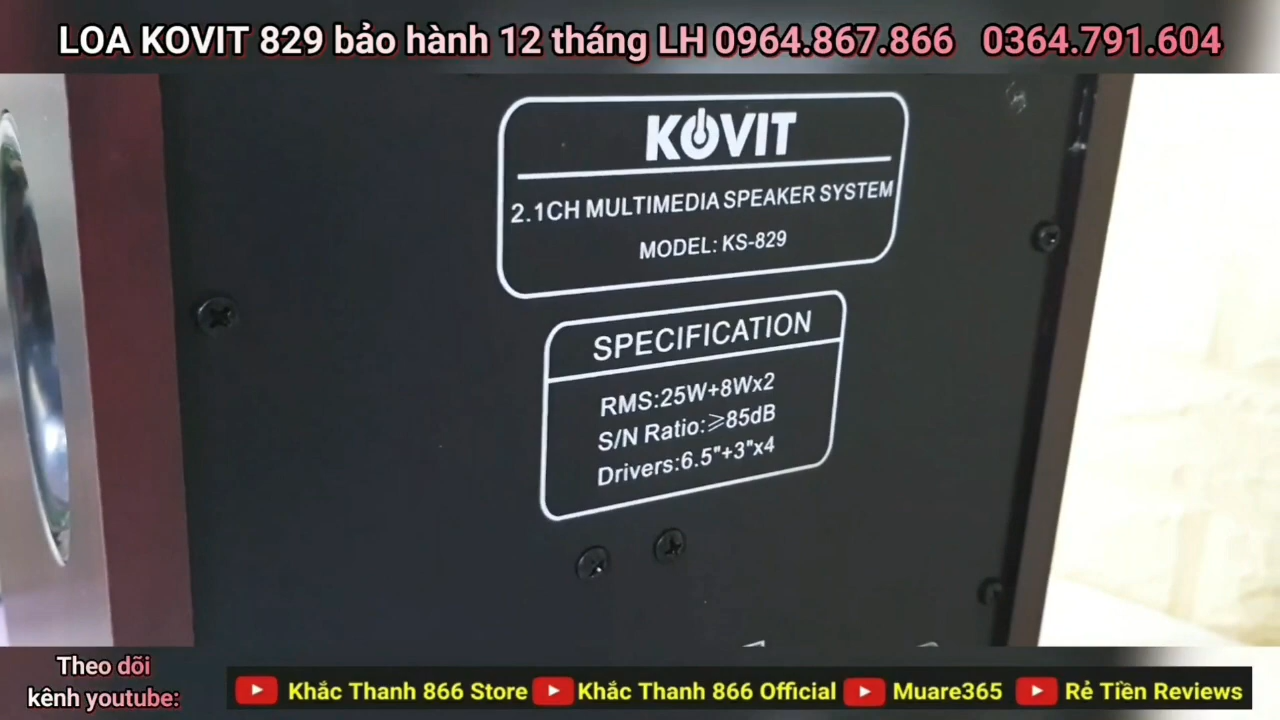 LOA KOVIT 829 bảo hành 12 tháng LH 0964.867.866 0364.791.604
KOVIT
2.1CH MULTIMEDIA SPEAKER SYSTEM
MODEL: KS-829
SPECIFICATION
RMS:25W+8Wx2
S/N Ratio:≥85dB
Drivers:6.5"+3"x4
Theo dõi
kênh youtube:
Khắc Thanh 866 Store Khắc Thanh 866 Official Muare365 Rẻ Tiền Reviews